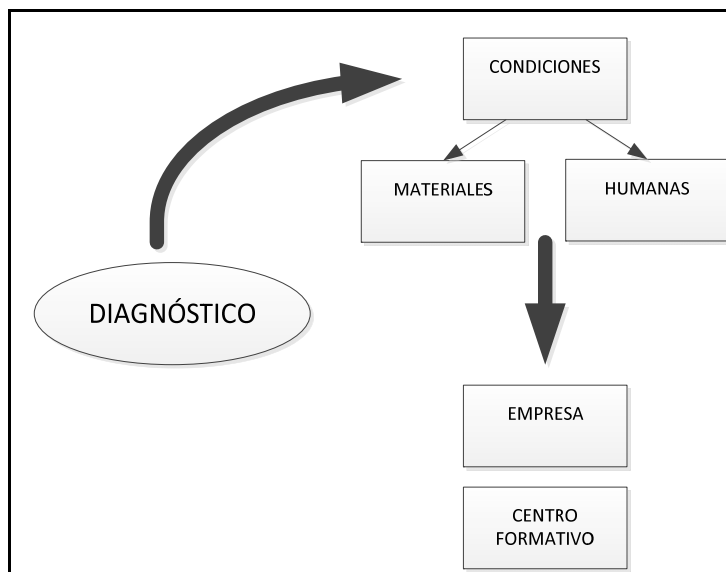 CONDICIONES
MATERIALES
HUMANAS
DIAGNÓSTICO
EMPRESA
CENTRO
FORMATIVO